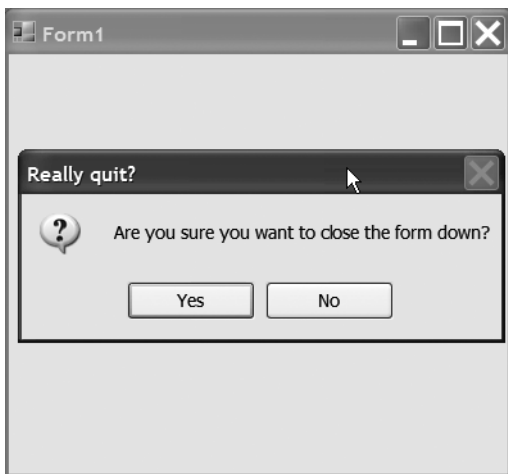 Form1
Really quit?
Are you sure you want to close the form down?
Yes
No